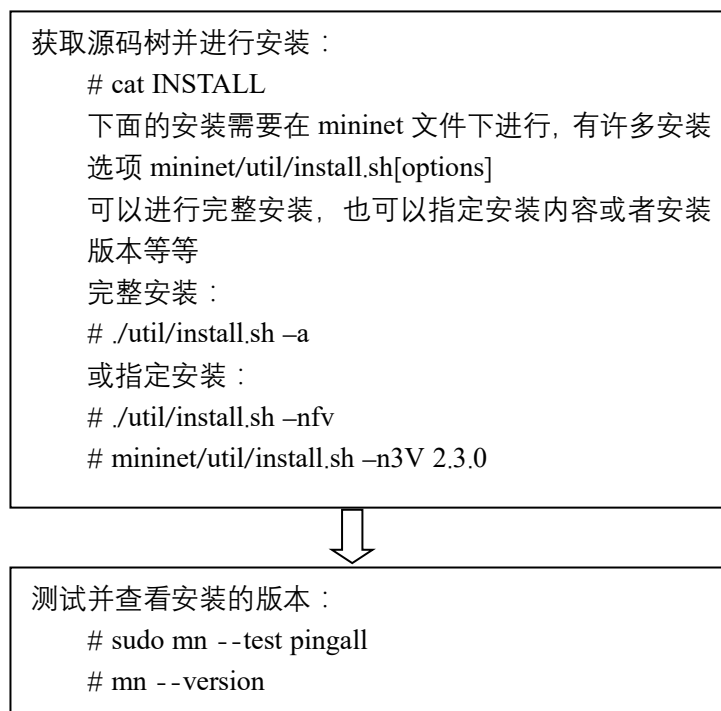 获取源码树并进行安装：
# cat INSTALL
下面的安装需要在 mininet 文件下进行, 有许多安装
选项 mininet/util/install.sh[options]
可以进行完整安装，也可以指定安装内容或者安装
版本等等
完整安装：
# ./util/install.sh –a
或指定安装：
# ./util/install.sh –nfv
# mininet/util/install.sh –n3V 2.3.0
测试并查看安装的版本：
# sudo mn --test pingall
# mn --version